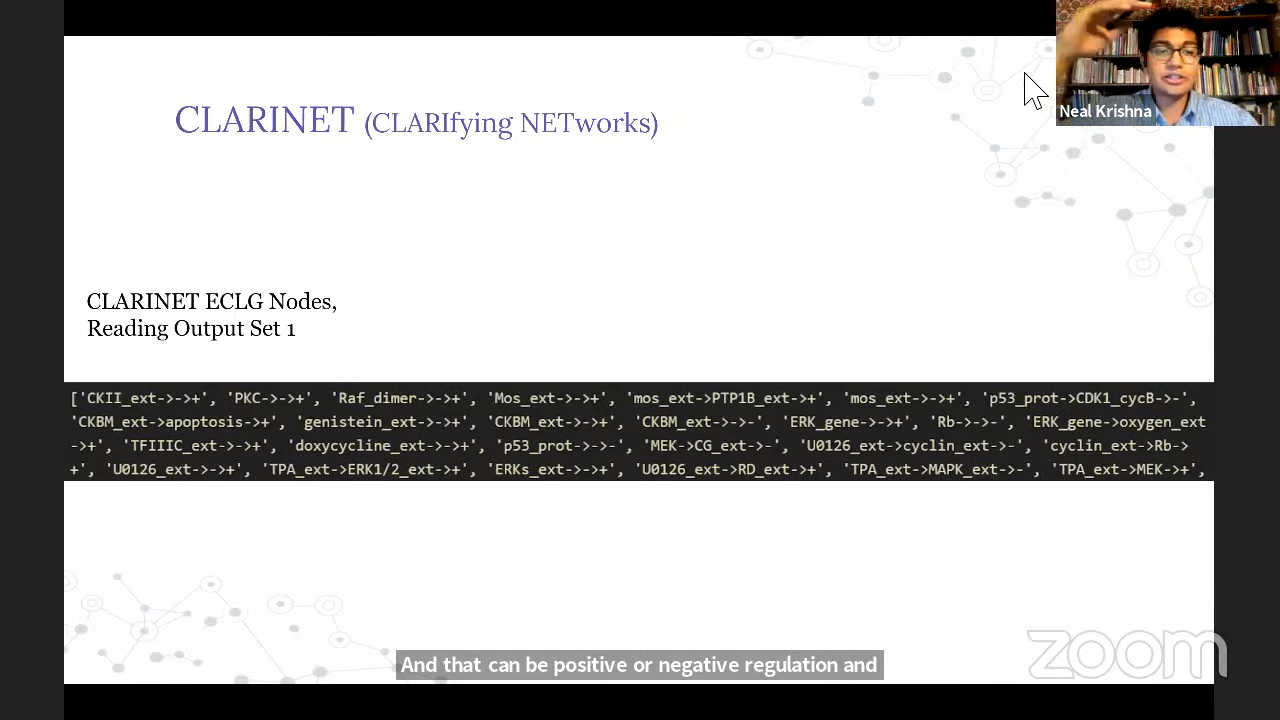 CLARINET (CLARIfying NETworks)
Neal Krishna
CLARINET ECLG Nodes,
Reading Output Set 1
['CKII_ext->->+', 'PKC->->+', 'Raf_dimer->->+', 'Mos_ext->->+', 'mos_ext->PTP1B_ext->+', 'mos_ext->->+', 'p53_prot->CDK1_cycB->-',
'CKBM_ext->apoptosis->+', 'genistein_ext->->+', 'CKBM_ext->->+', 'CKBM_ext->->-', 'ERK_gene->->+', 'Rb->->-', 'ERK_gene->oxygen_ext
->+', 'TFIIIC_ext->->+', 'doxycycline_ext->->+', 'p53_prot->->-', 'MEK->CG_ext->-', 'U0126_ext->cyclin_ext->-', 'cyclin_ext->Rb->
+', 'U0126_ext->->+', 'TPA_ext->ERK1/2_ext->+', 'ERKs_ext->->+', 'U0126_ext->RD_ext->+', 'TPA_ext->MAPK_ext->-', 'TPA_ext->MEK->+',
And that can be positive or negative regulation and
zoom